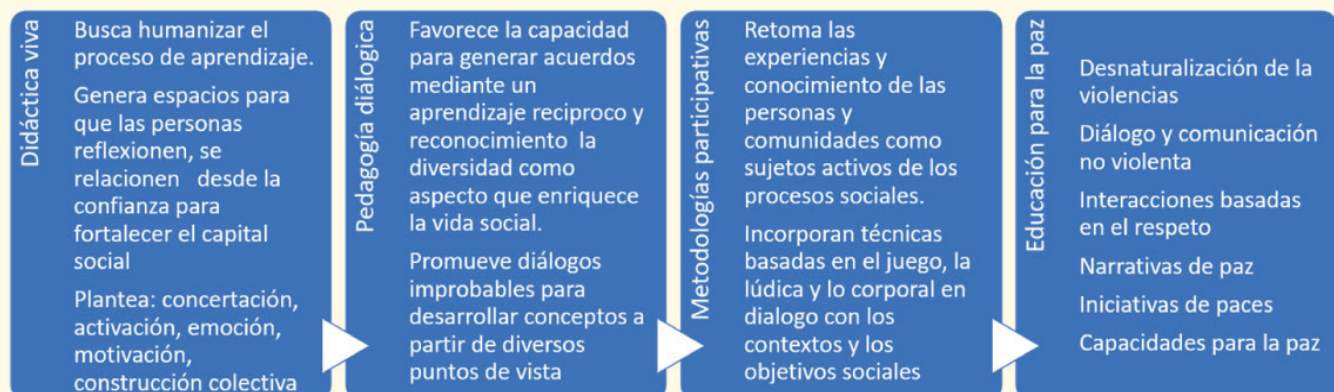 Didáctica viva
Busca humanizar el
proceso de aprendizaje.
Genera espacios para
que las personas
reflexionen, se
relacionen desde la
confianza para
fortalecer el capital
social
Plantea: concertación,
activación, emoción,
motivación,
construcción colectiva
Pedagogía diálogica
Favorece la capacidad
para generar acuerdos
mediante un
aprendizaje reciproco y
reconocimiento la
diversidad como
aspecto que enriquece
la vida social.
Promueve diálogos
improbables para
desarrollar conceptos a
partir de diversos
puntos de vista
Metodologías participativas
Retoma las
experiencias y
conocimiento de las
personas y
comunidades como
sujetos activos de los
procesos sociales.
Incorporan técnicas
basadas en el juego, la
lúdica y lo corporal en
dialogo con los
contextos y los
objetivos sociales
Educación para la paz
Desnaturalización de la
violencias
Diálogo y comunicación
no violenta
Interacciones basadas
en el respeto
Narrativas de paz
Iniciativas de paces
Capacidades para la paz